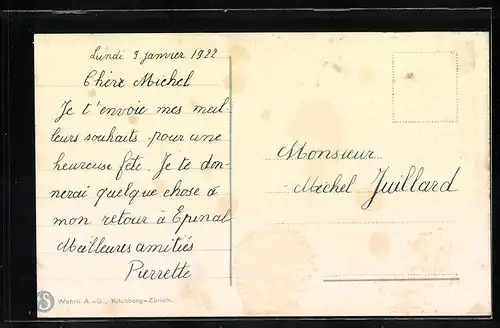 Lundi 9 janvier 1922
Chère Michel
Je t'envoie mes meil-
leurs souhaits pour une
heureuse fête. Je te don-
nerai quelque chose à
mon retour à Epinal
Meilleures amitiés
Pierrette
Monsieur
Michel Juillard
Wehrli A.-G., Kilchberg-Zürich.